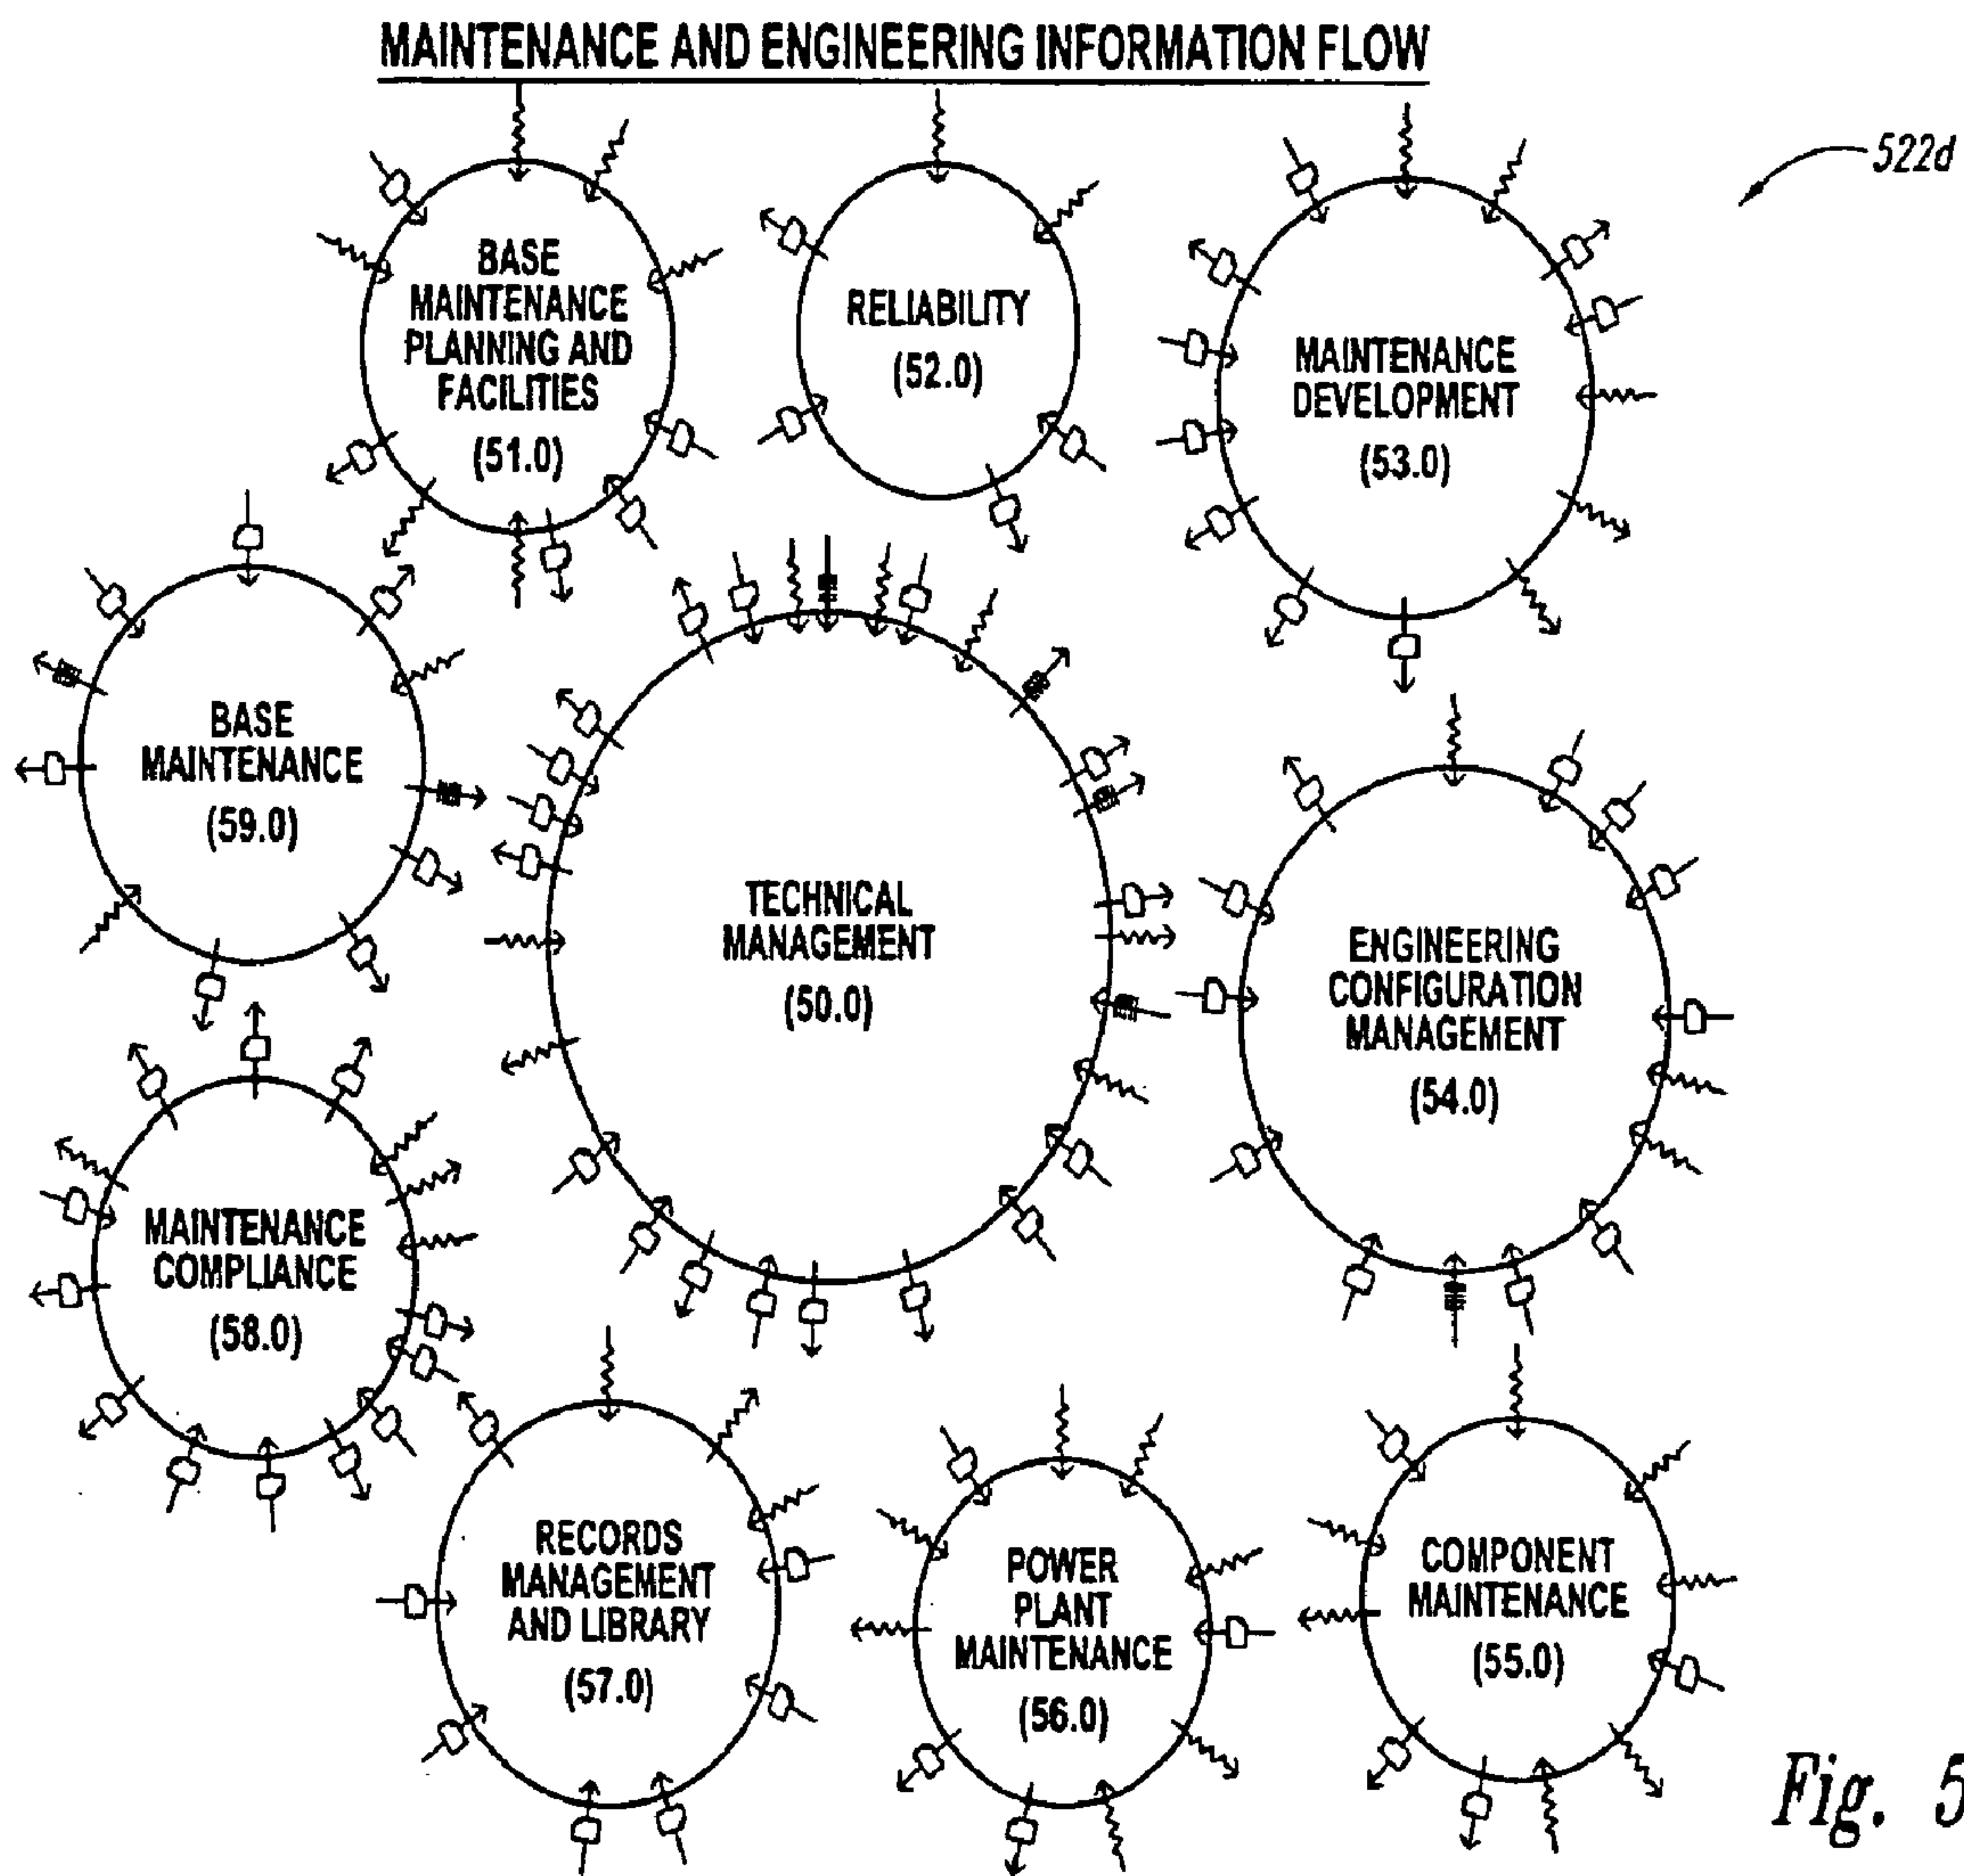 MAINTENANCE AND ENGINEERING INFORMATION FLOW
522d
BASE
MAINTENANCE
PLANNING AND
FACILITIES
(51.0)
RELIABILITY
(52.0)
MAINTENANCE
DEVELOPMENT
(53.0)
BASE
MAINTENANCE
(59.0)
TECHNICAL
MANAGEMENT
(50.0)
ENGINEERING
CONFIGURATION
MANAGEMENT
(54.0)
MAINTENANCE
COMPLIANCE
(58.0)
RECORDS
MANAGEMENT
AND LIBRARY
(57.0)
POWER
PLANT
MAINTENANCE
(56.0)
COMPONENT
MAINTENANCE
(55.0)
Fig. 5